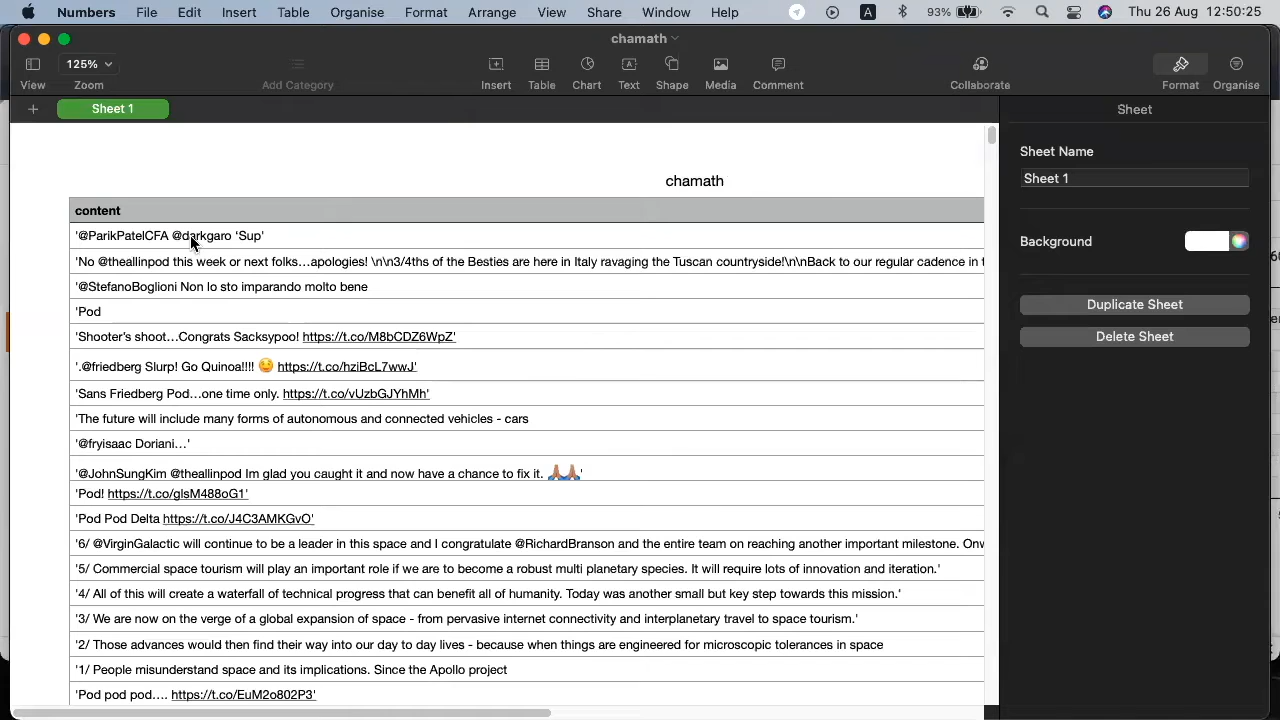 Numbers File Edit Insert Table Organise Format Arrange View Share Window Help A 93% Thu 26 Aug 12:50:25
chamath
125%
View Zoom Add Category Insert Table Chart Text Shape Media Comment Collaborate Format Organise
+ Sheet 1
Sheet
Sheet Name
Sheet 1
Background
Duplicate Sheet
Delete Sheet
chamath
content
'@ParikPatelCFA @darkgaro ‘Sup'
'No @theallinpod this week or next folks…apologies! \n\n3/4ths of the Besties are here in Italy ravaging the Tuscan countryside!\n\nBack to our regular cadence in
'@StefanoBoglioni Non lo sto imparando molto bene
'Pod
'Shooter’s shoot…Congrats Sacksypoo! https://t.co/M8bCDZ6WpZ'
'.@friedberg Slurp! Go Quinoa!!!! 😋 https://t.co/hziBcL7wwJ'
'Sans Friedberg Pod…one time only. https://t.co/vUzbGJYhMh'
'The future will include many forms of autonomous and connected vehicles - cars
'@fryisaac Doriani…'
'@JohnSungKim @theallinpod Im glad you caught it and now have a chance to fix it. 🙏🏽🙏🏽'
'Pod! https://t.co/glsM488oG1'
'Pod Pod Delta https://t.co/J4C3AMKGvO'
'6/ @VirginGalactic will continue to be a leader in this space and I congratulate @RichardBranson and the entire team on reaching another important milestone.
'5/ Commercial space tourism will play an important role if we are to become a robust multi planetary species. It will require lots of innovation and iteration.'
'4/ All of this will create a waterfall of technical progress that can benefit all of humanity. Today was another small but key step towards this mission.'
'3/ We are now on the verge of a global expansion of space - from pervasive internet connectivity and interplanetary travel to space tourism.'
'2/ Those advances would then find their way into our day to day lives - because when things are engineered for microscopic tolerances in space
'1/ People misunderstand space and its implications. Since the Apollo project
'Pod pod pod…. https://t.co/EuM2o802P3'